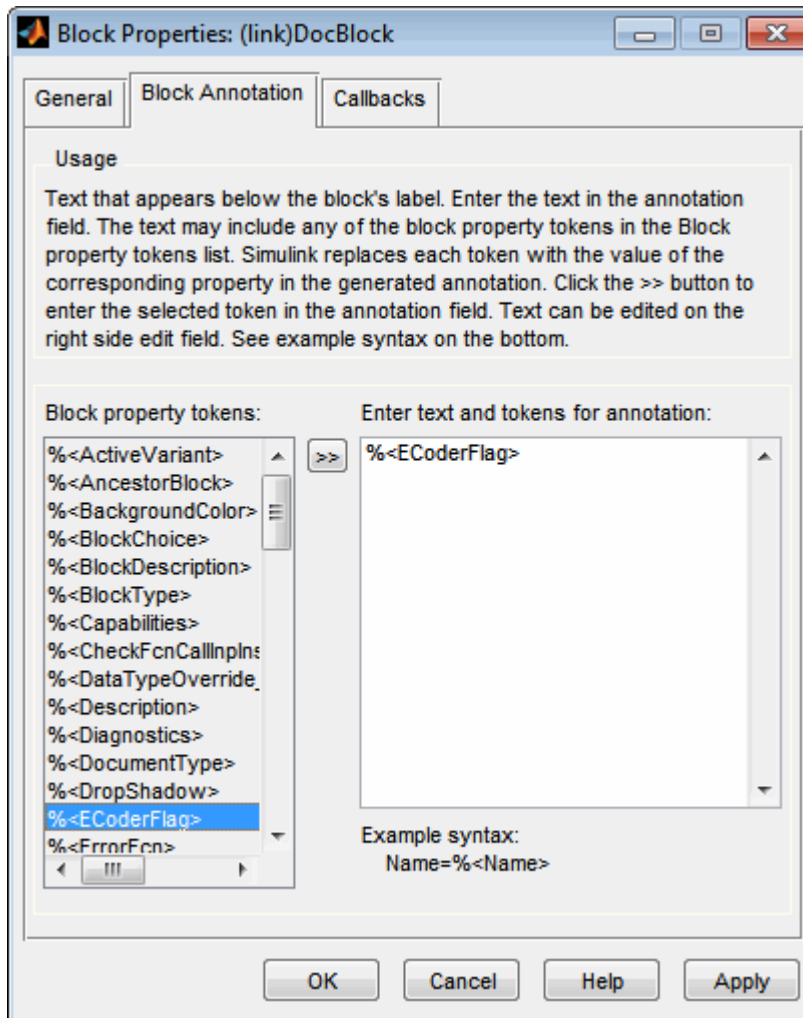 Block Properties: (link)DocBlock
General
Block Annotation
Callbacks
Usage
Text that appears below the block's label. Enter the text in the annotation
field. The text may include any of the block property tokens in the Block
property tokens list. Simulink replaces each token with the value of the
corresponding property in the generated annotation. Click the >> button to
enter the selected token in the annotation field. Text can be edited on the
right side edit field. See example syntax on the bottom.
Block property tokens:
%<ActiveVariant>
%<AncestorBlock>
%<BackgroundColor>
%<BlockChoice>
%<BlockDescription>
%<BlockType>
%<Capabilities>
%<CheckFcnCallInpIns
%<DataTypeOverride_
%<Description>
%<Diagnostics>
%<DocumentType>
%<DropShadow>
%<ECoderFlag>
%<ErrorFcn>
>>
Enter text and tokens for annotation:
%<ECoderFlag>
Example syntax:
Name=%<Name>
OK
Cancel
Help
Apply